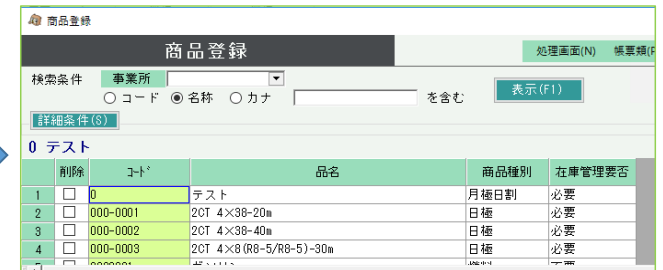 商品登録
商品登録
処理画面(N) 帳票類(F
検索条件 事業所
コード 名称 カナ を含む
表示(F1)
詳細条件(S)
0 テスト
削除 コード 品名 商品種別 在庫管理要否
1 0 テスト 月極日割 必要
2 000-0001 2CT 4×38-20m 日極 必要
3 000-0002 2CT 4×38-40m 日極 必要
4 000-0003 2CT 4×8(R8-5/R8-5)-30m 日極 必要